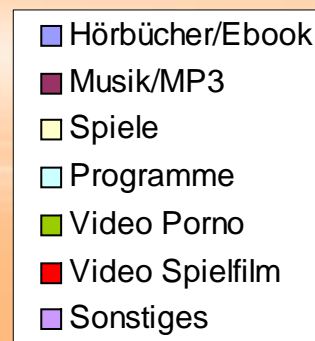 Hörbücher/Ebook
Musik/MP3
Spiele
Programme
Video Porno
Video Spielfilm
Sonstiges